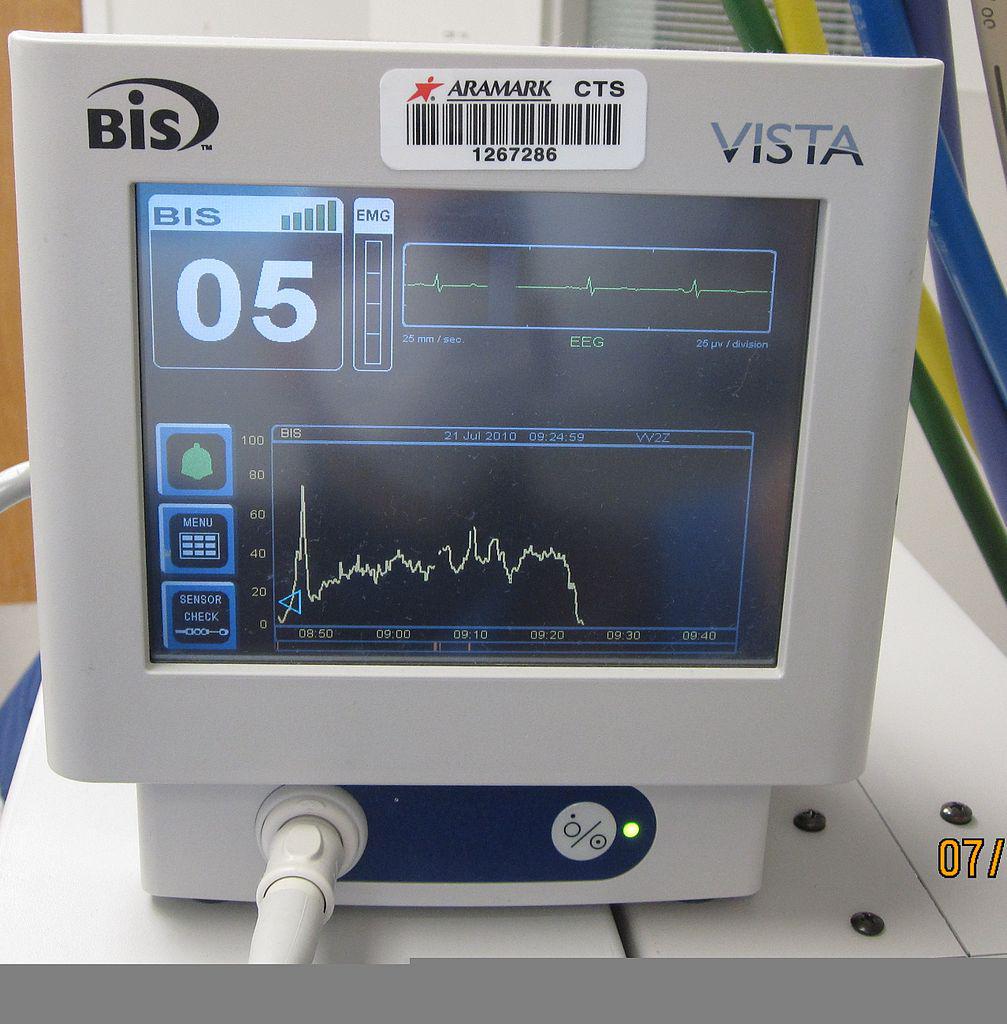 BIS™
ARAMARK CTS
1267286
VISTA
BIS
EMG
05
25 mm / sec.
EEG
25 µv / division
BIS
21 Jul 2010 09:24:59
VV2Z
100
80
60
40
20
0
MENU
SENSOR
CHECK
08:50 09:00 09:10 09:20 09:30 09:40
07/